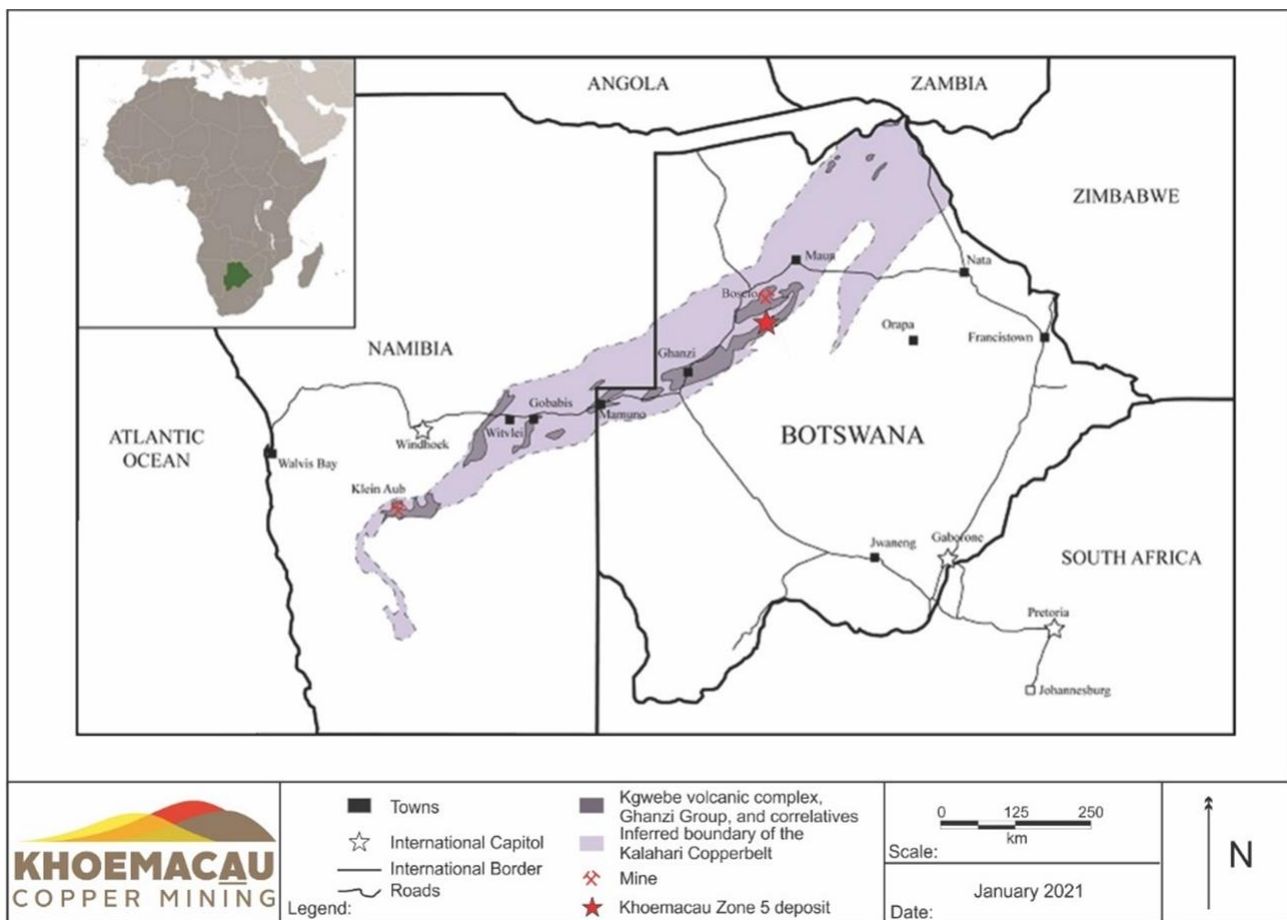 ANGOLA
ZAMBIA
ZIMBABWE
Maun
Nata
Boseto
Orapa
Francistown
NAMIBIA
Ghanzi
Gobabis
Mamuno
Witvlei
Windhoek
BOTSWANA
ATLANTIC
OCEAN
Walvis Bay
Klein Aub
Jwaneng
Gaborone
SOUTH AFRICA
Pretoria
Johannesburg
KHOEMACAU
COPPER MINING
Legend:
Towns
International Capitol
International Border
Roads
Kgwebe volcanic complex,
Ghanzi Group, and correlatives
Inferred boundary of the
Kalahari Copperbelt
Mine
Khoemacau Zone 5 deposit
0 125 250
km
Scale:
January 2021
Date:
N